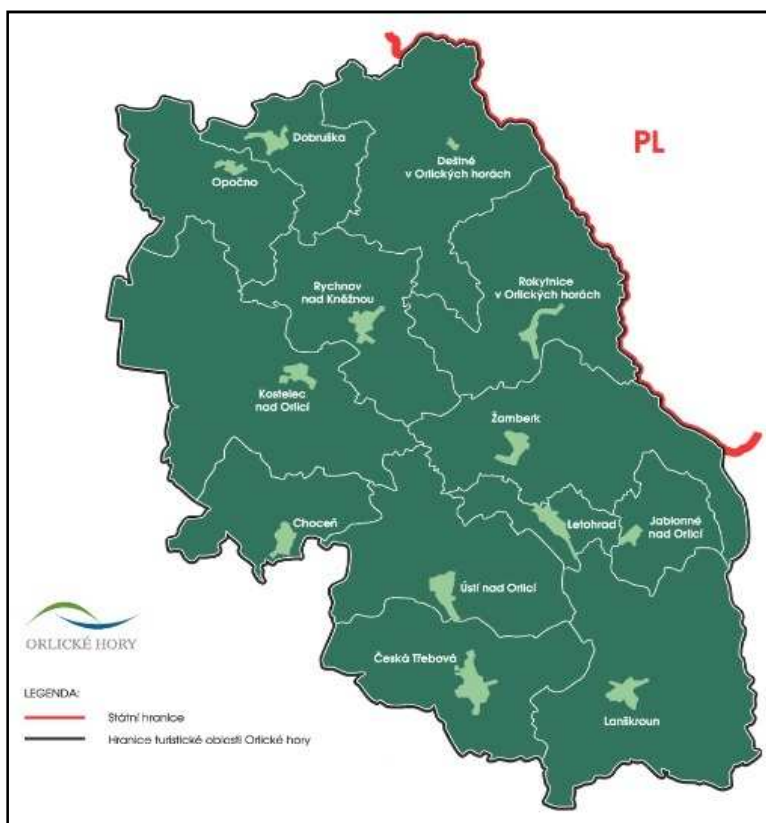 PL
Dobruška
Opočno
Deštné
v Orlických horách
Rychnov
nad Kněžnou
Rokytnice
v Orlických horách
Kostelec
nad Orlicí
Žamberk
Choceň
Letohrad
Jablonné
nad Orlicí
Ústí nad Orlicí
Česká Třebová
Lanškroun
ORLICKÉ HORY
LEGENDA:
Státní hranice
Hranice turistické oblasti Orlické hory